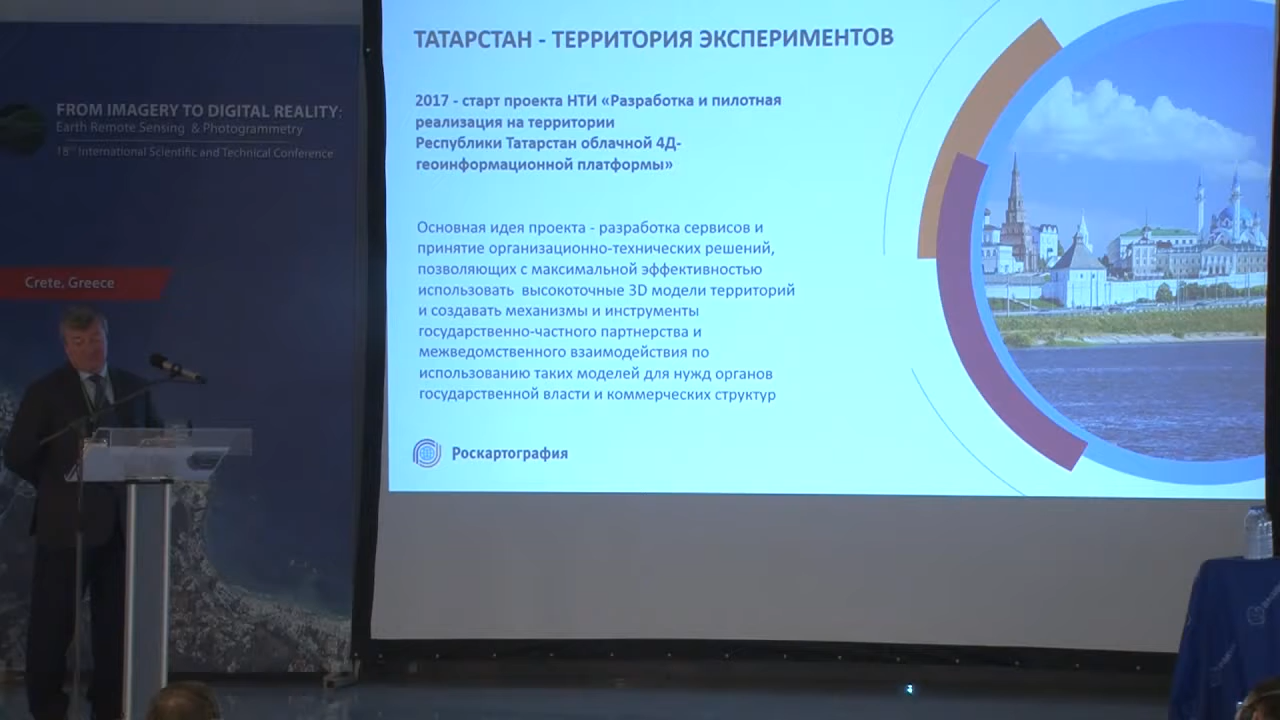 FROM IMAGERY TO DIGITAL REALITY:
Earth Remote Sensing & Photogrammetry
18th International Scientific and Technical Conference
Crete, Greece
ТАТАРСТАН - ТЕРРИТОРИЯ ЭКСПЕРИМЕНТОВ
2017 - старт проекта НТИ «Разработка и пилотная
реализация на территории
Республики Татарстан облачной 4Д-
геоинформационной платформы»
Основная идея проекта - разработка сервисов и
принятие организационно-технических решений,
позволяющих с максимальной эффективностью
использовать высокоточные 3D модели территорий
и создавать механизмы и инструменты
государственно-частного партнерства и
межведомственного взаимодействия по
использованию таких моделей для нужд органов
государственной власти и коммерческих структур
Роскартография